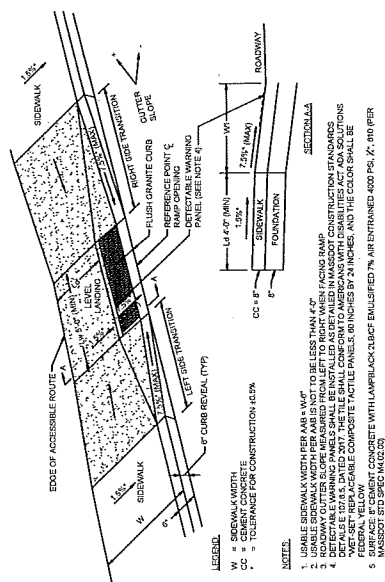 EDGE OF ACCESSIBLE ROUTE
SIDEWALK
1.5%*
W
6"
A
Lw 5'-0" (MIN)
LEVEL
LANDING
1.5%*
7.5% (MAX)
7.5% (MAX)
SIDEWALK
1.5%*
GUTTER
SLOPE
+
-
RIGHT SIDE TRANSITION
LEFT SIDE TRANSITION
A
6" CURB REVEAL (TYP)
FLUSH GRANITE CURB
REFERENCE POINT ℄
RAMP OPENING
DETECTABLE WARNING
PANEL (SEE NOTE 4)
Ld 4'-0" (MIN)
1.5%*
7.5%* (MAX)
ROADWAY
CC = 8"
SIDEWALK
8"
FOUNDATION
SECTION A-A
LEGEND:
W = SIDEWALK WIDTH
CC = CEMENT CONCRETE
* = TOLERANCE FOR CONSTRUCTION ±0.5%
NOTES:
1. USABLE SIDEWALK WIDTH PER AAB = W-6"
2. USABLE SIDEWALK WIDTH PER AAB IS NOT TO BE LESS THAN 4'-0"
3. ROADWAY GUTTER SLOPE MEASURED FROM LEFT TO RIGHT WHEN FACING RAMP
4. DETECTABLE WARNING PANELS SHALL BE INSTALLED AS DETAILED IN MASSDOT CONSTRUCTION STANDARDS
DETAILS E 107.6.5, DATED 2017. THE TILE SHALL CONFORM TO AMERICANS WITH DISABILITIES ACT ADA SOLUTIONS
"WET-SET" REPLACEABLE COMPOSITE TACTILE PANELS, 60 INCHES BY 24 INCHES, AND THE COLOR SHALL BE
FEDERAL YELLOW
5. SURFACE: 8" CEMENT CONCRETE WITH LAMPBLACK 2LB/CF EMULSIFIED 7% AIR ENTRAINED 4000 PSI, 610 (PER
MASSDOT STD SPEC M4.02.00)